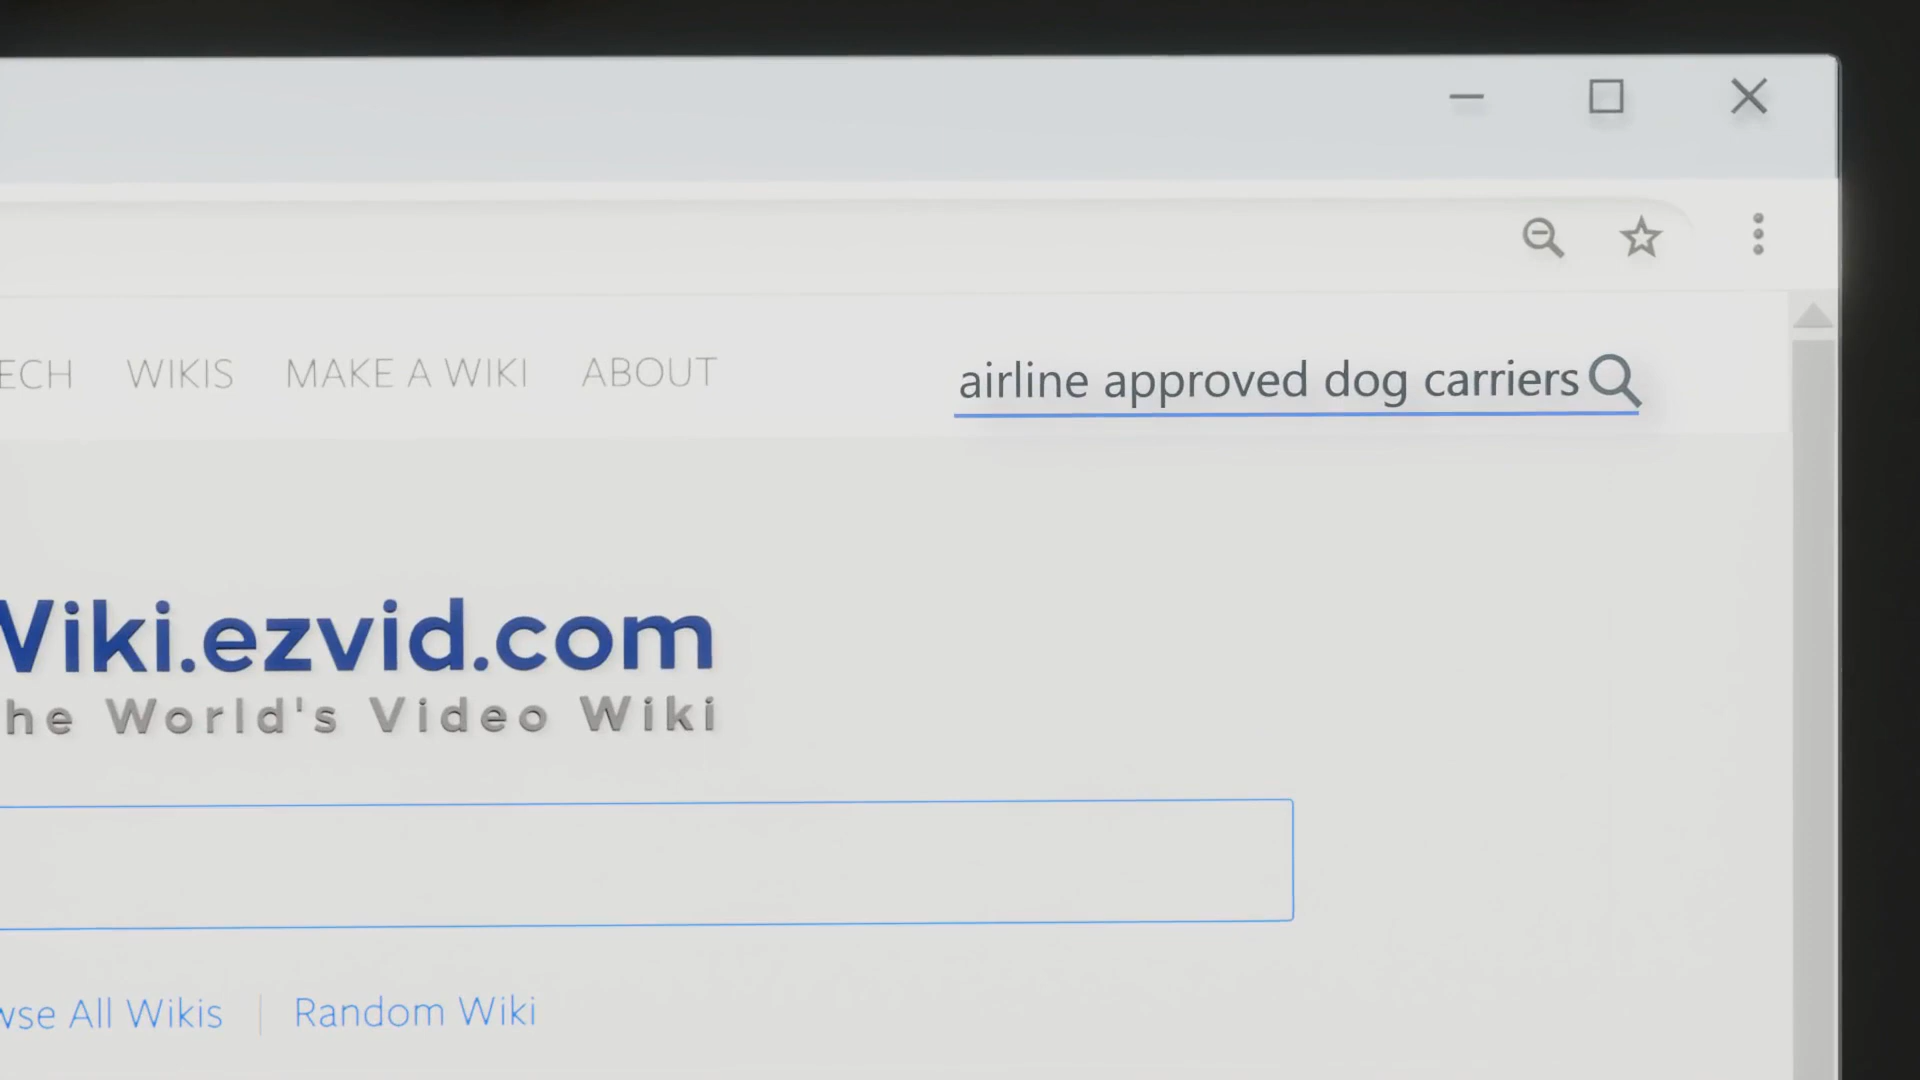 ECH WIKIS MAKE A WIKI ABOUT
airline approved dog carriers
Wiki.ezvid.com
he World's Video Wiki
wse All Wikis | Random Wiki